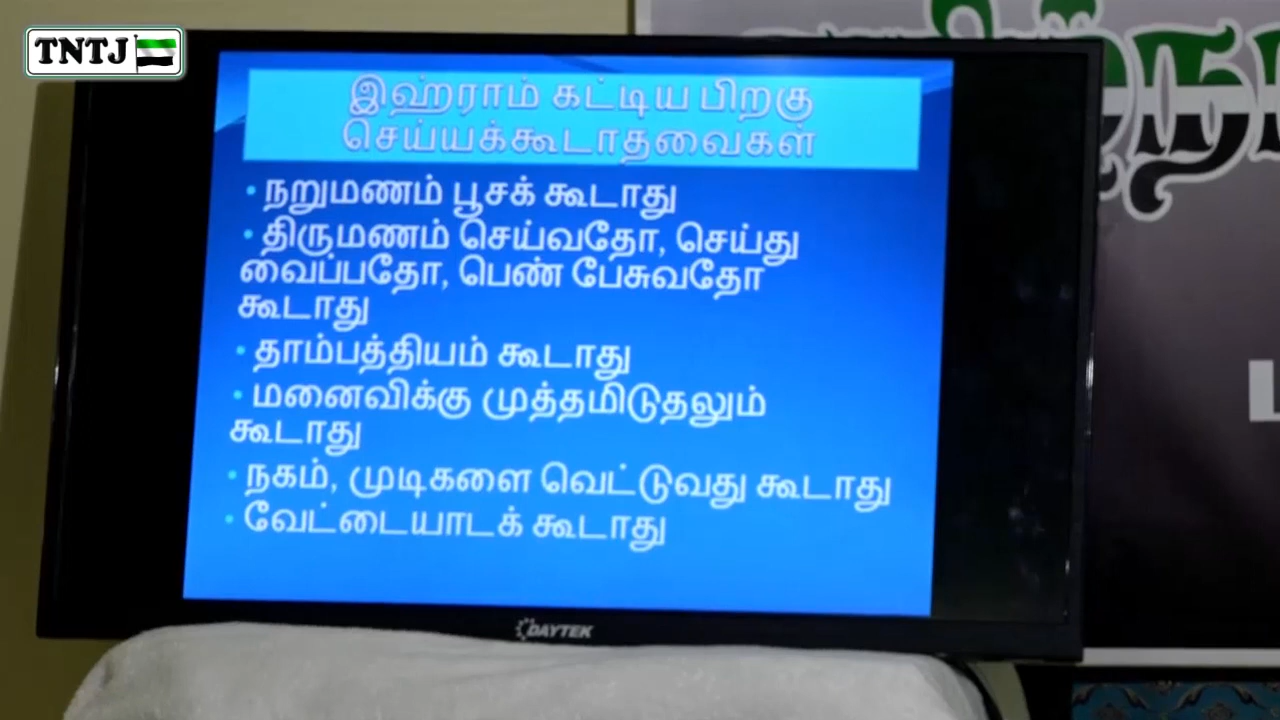 TNTJ
இஹ்ராம் கட்டிய பிறகு
செய்யக்கூடாதவைகள்
• நறுமணம் பூசக் கூடாது
• திருமணம் செய்வதோ, செய்து
வைப்பதோ, பெண் பேசுவதோ
கூடாது
• தாம்பத்தியம் கூடாது
• மனைவிக்கு முத்தமிடுதலும்
கூடாது
• நகம், முடிகளை வெட்டுவது கூடாது
• வேட்டையாடக் கூடாது
DAYTEK